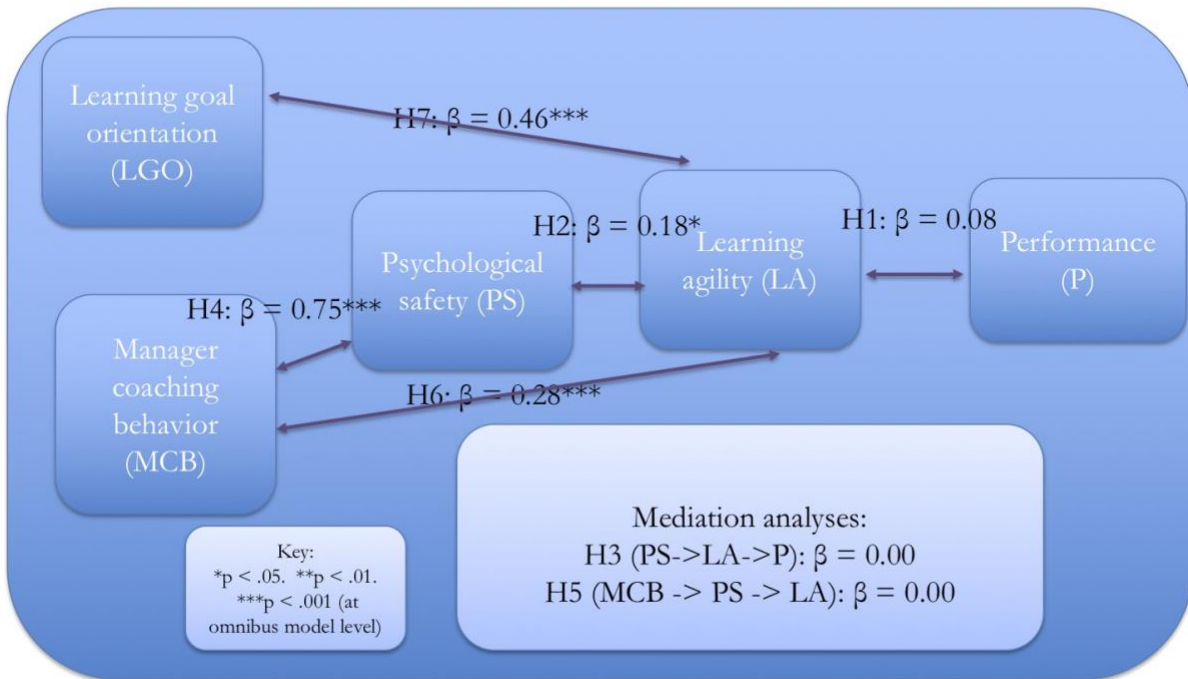 Learning goal
orientation
(LGO)
H7: β = 0.46***
H2: β = 0.18*
H1: β = 0.08
Psychological
safety (PS)
Learning
agility (LA)
Performance
(P)
H4: β = 0.75***
Manager
coaching
behavior
(MCB)
H6: β = 0.28***
Mediation analyses:
H3 (PS->LA->P): β = 0.00
H5 (MCB -> PS -> LA): β = 0.00
Key:
*p < .05.  **p < .01.
***p < .001 (at
omnibus model level)